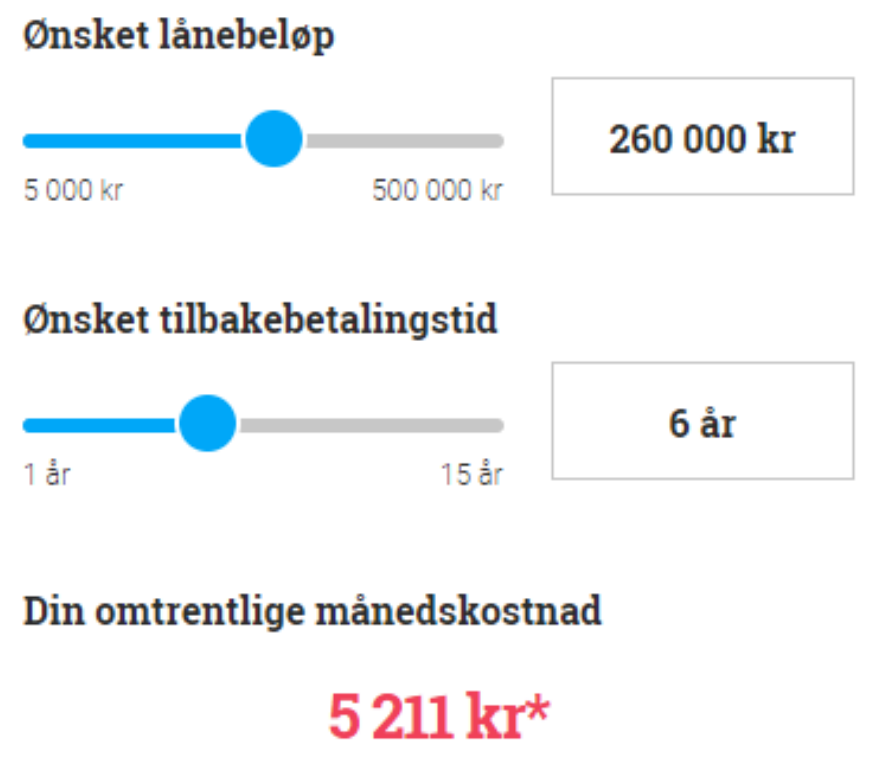 Ønsket lånebeløp
260 000 kr
5 000 kr 500 000 kr
Ønsket tilbakebetalingstid
6 år
1 år 15 år
Din omtrentlige månedskostnad
5 211 kr*